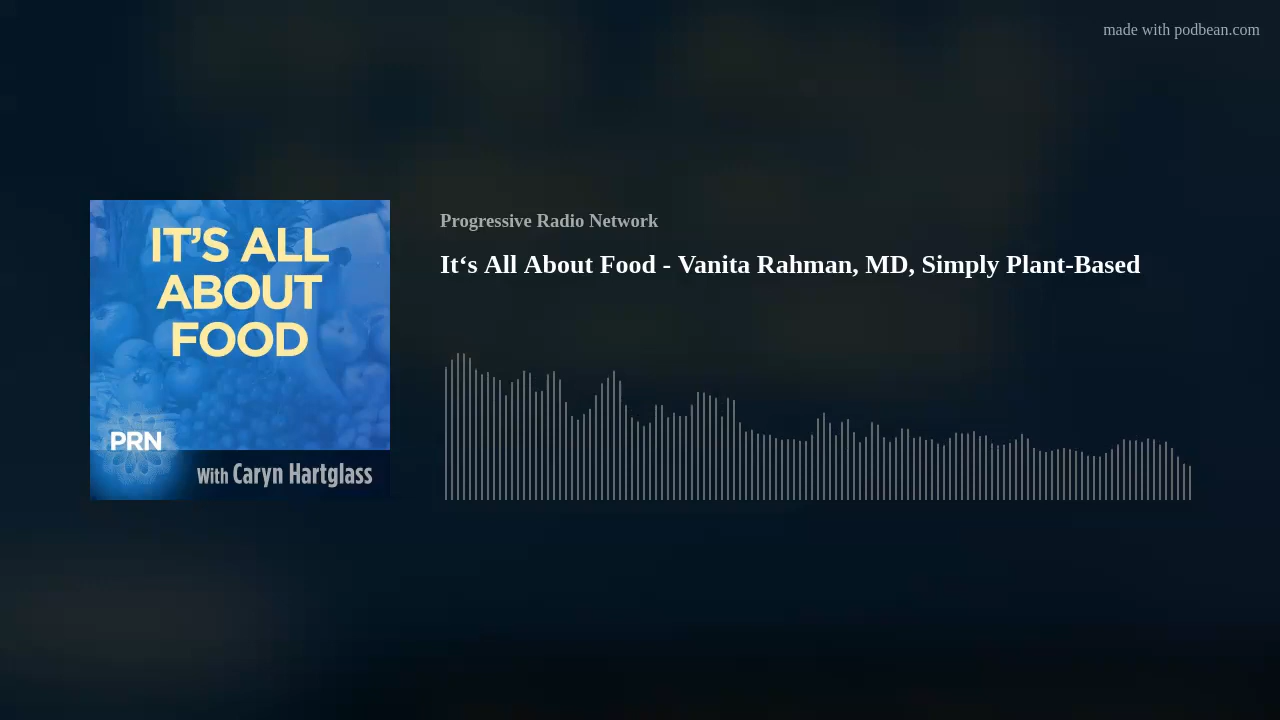 made with podbean.com
IT’S ALL
ABOUT
FOOD
PRN
With Caryn Hartglass
Progressive Radio Network
It‘s All About Food - Vanita Rahman, MD, Simply Plant-Based